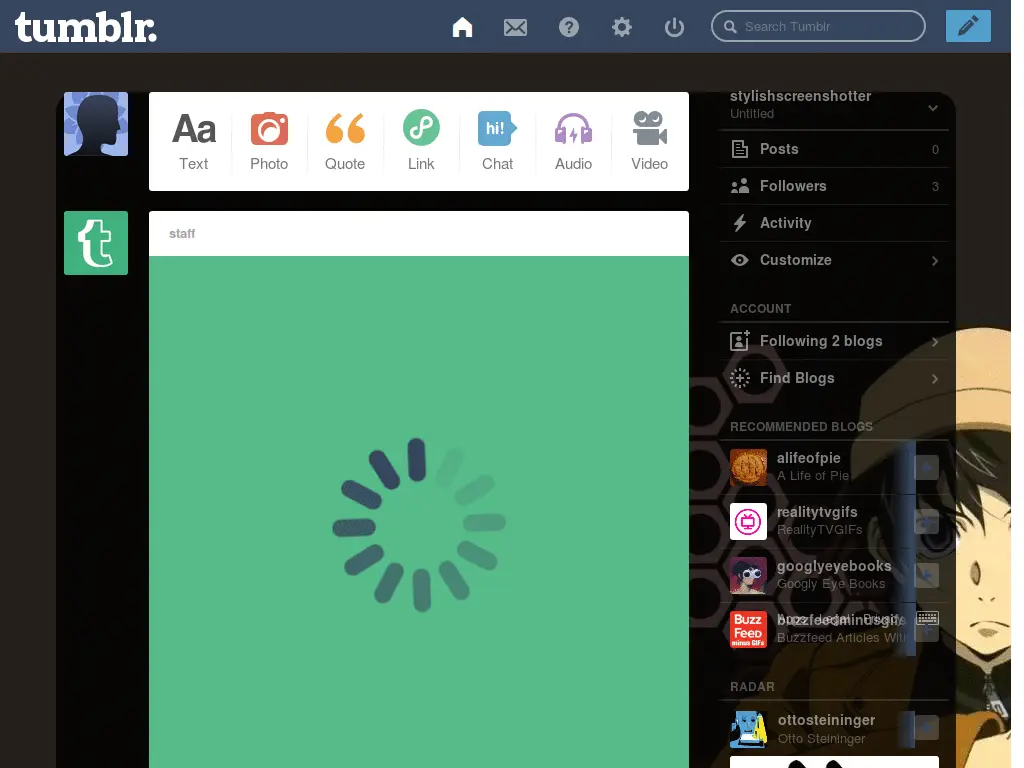 tumblr.
Search Tumblr
Aa
Text
Photo
Quote
Link
hi!
Chat
Audio
Video
staff
stylishscreenshotter
Untitled
Posts 0
Followers 3
Activity
Customize
ACCOUNT
Following 2 blogs
Find Blogs
RECOMMENDED BLOGS
alifeofpie
A Life of Pie
realitytvgifs
RealityTVGIFs
googlyeyebooks
Googly Eye Books
Buzz
Feed
minus GIFs
buzzfeedminusgifs
Legal Privacy
Buzzfeed Articles With
RADAR
ottosteininger
Otto Steininger